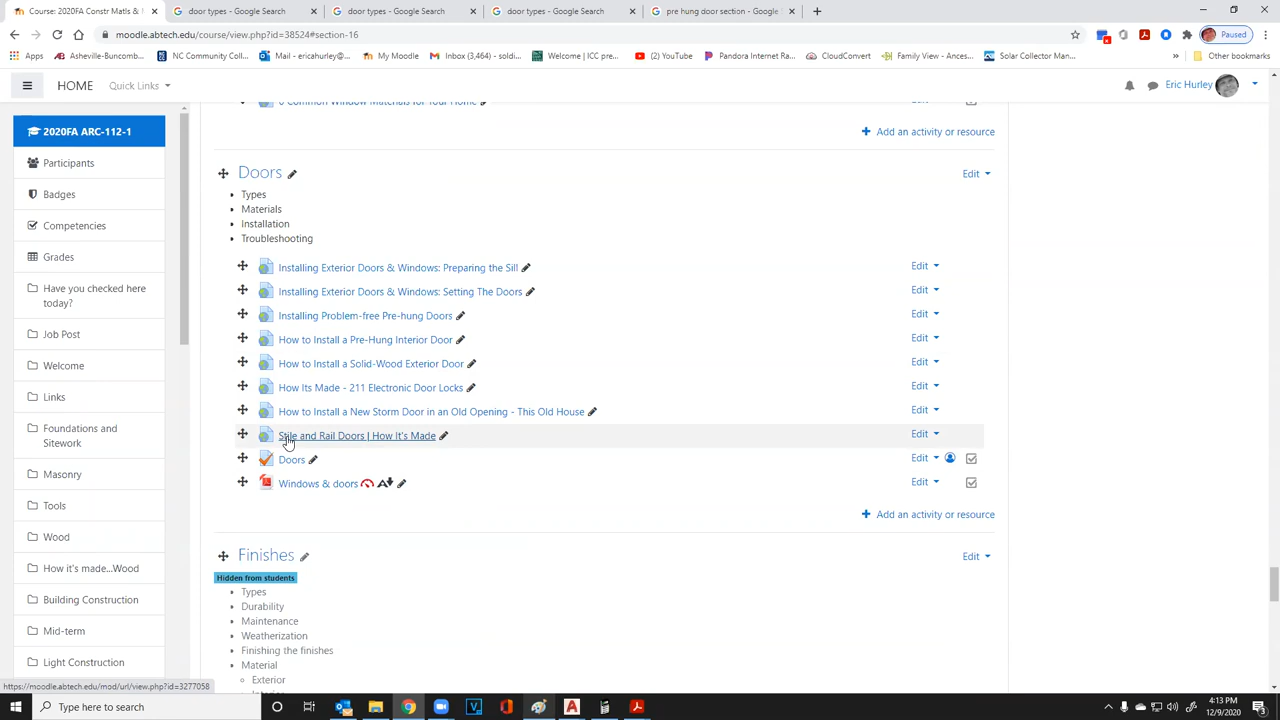 Course: 2020FA ARC-112-1
door types - Google Search
door types - Google Search
door types - Google Search
pre hung door section - Google
moodle.abtech.edu/course/view.php?id=38524#section-16
Paused
Apps
Asheville-Buncomb...
NC Community Coll...
Mail - ericahurley@...
My Moodle
Inbox (3,464) - soldi...
Welcome | ICC pre...
(2) YouTube
Pandora Internet Ra...
CloudConvert
Family View - Ances...
Solar Collector Man...
»
Other bookmarks
HOME
Quick Links
Eric Hurley
2020FA ARC-112-1
Participants
Badges
Competencies
Grades
Have you checked here
today?
Job Post
Welcome
Links
Foundations and
Sitework
Masonry
Tools
Wood
How it's made...Wood
Building Construction
Mid-term
Light Construction
6 Common Window Materials for Your Home
Edit
Add an activity or resource
Doors
Edit
Types
Materials
Installation
Troubleshooting
Installing Exterior Doors & Windows: Preparing the Sill
Edit
Installing Exterior Doors & Windows: Setting The Doors
Edit
Installing Problem-free Pre-hung Doors
Edit
How to Install a Pre-Hung Interior Door
Edit
How to Install a Solid-Wood Exterior Door
Edit
How Its Made - 211 Electronic Door Locks
Edit
How to Install a New Storm Door in an Old Opening - This Old House
Edit
Stile and Rail Doors | How It's Made
Edit
Doors
Edit
Windows & doors
Edit
Add an activity or resource
Finishes
Edit
Hidden from students
Types
Durability
Maintenance
Weatherization
Finishing the finishes
Material
Exterior
https://moodle.abtech.edu/mod/url/view.php?id=3277058
Type here to search
4:13 PM
12/9/2020